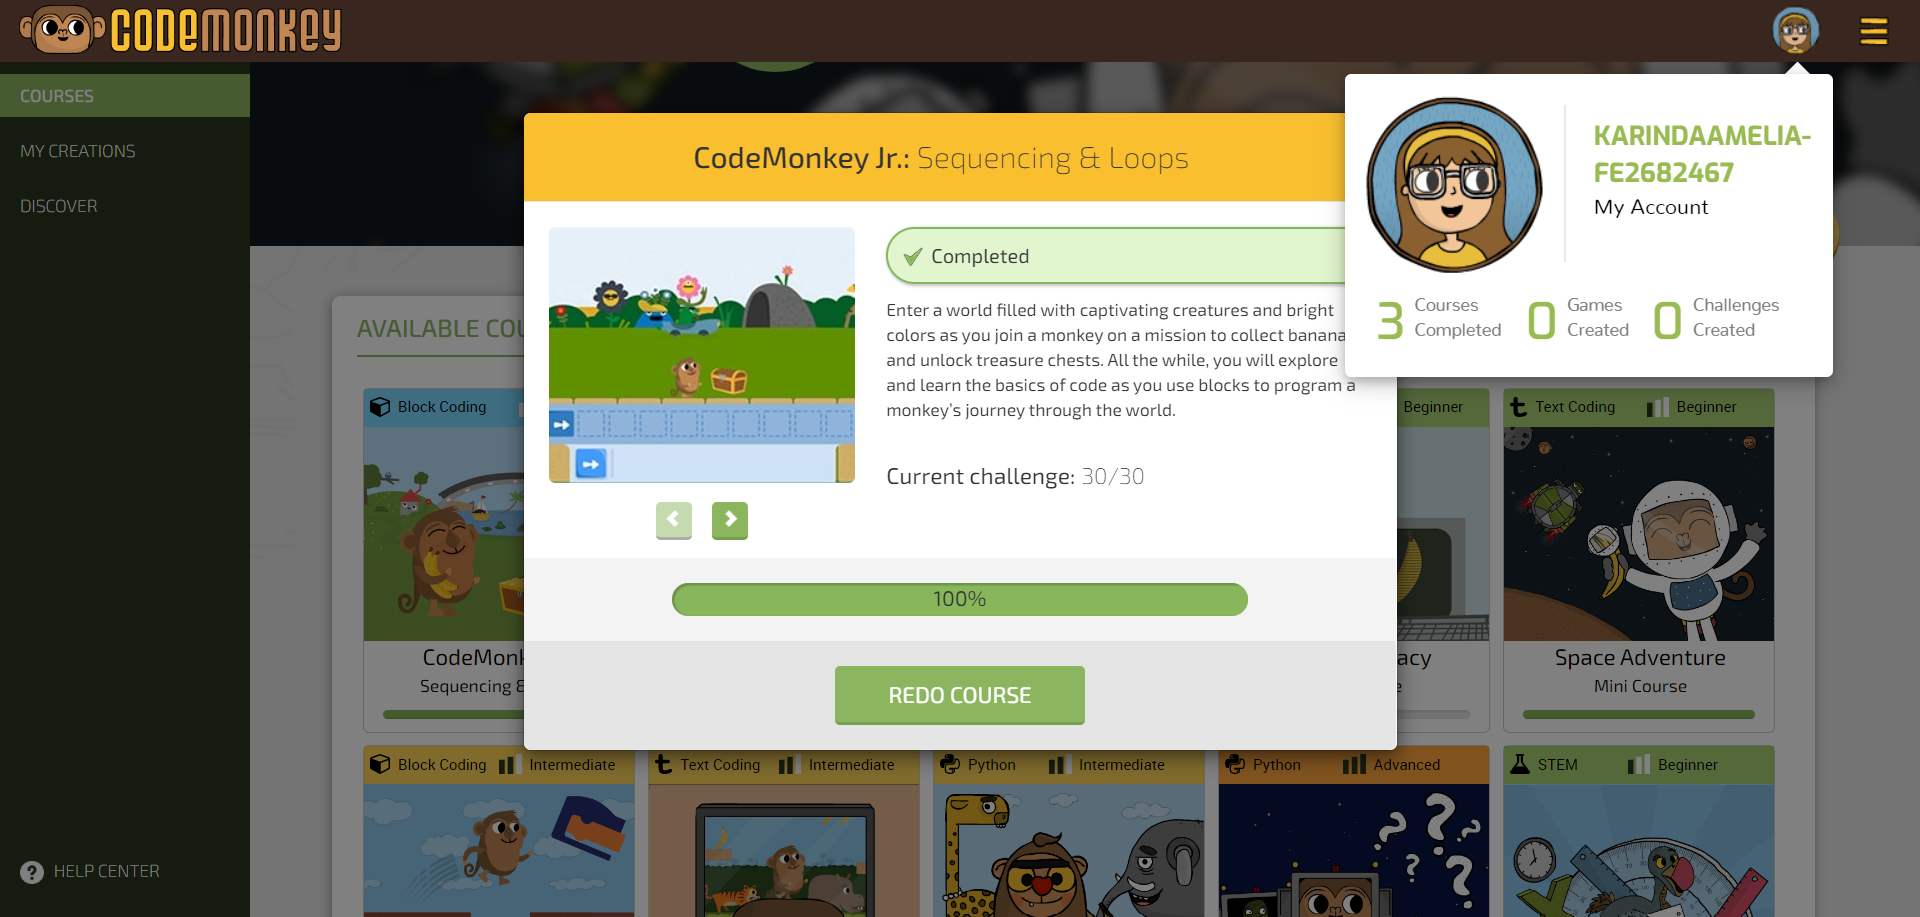 CODEMONKEY
COURSES
MY CREATIONS
DISCOVER
HELP CENTER
KARINDAAMELIA-
FE2682467
My Account
3 Courses Completed
0 Games Created
0 Challenges Created
CodeMonkey Jr.: Sequencing & Loops
Completed
Enter a world filled with captivating creatures and bright
colors as you join a monkey on a mission to collect banana
and unlock treasure chests. All the while, you will explore
and learn the basics of code as you use blocks to program a
monkey's journey through the world.
Current challenge: 30/30
100%
REDO COURSE
AVAILABLE COU
Block Coding
Beginner
Text Coding Beginner
CodeMonk
Sequencing &
acy
Space Adventure
Mini Course
Block Coding Intermediate
Text Coding Intermediate
Python Intermediate
Python Advanced
STEM Beginner